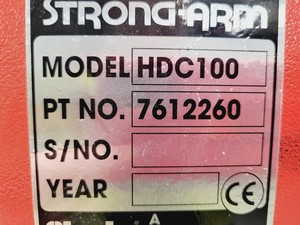 STRONG-ARM
MODEL HDC100
PT NO. 7612260
S/NO.
YEAR CE
A